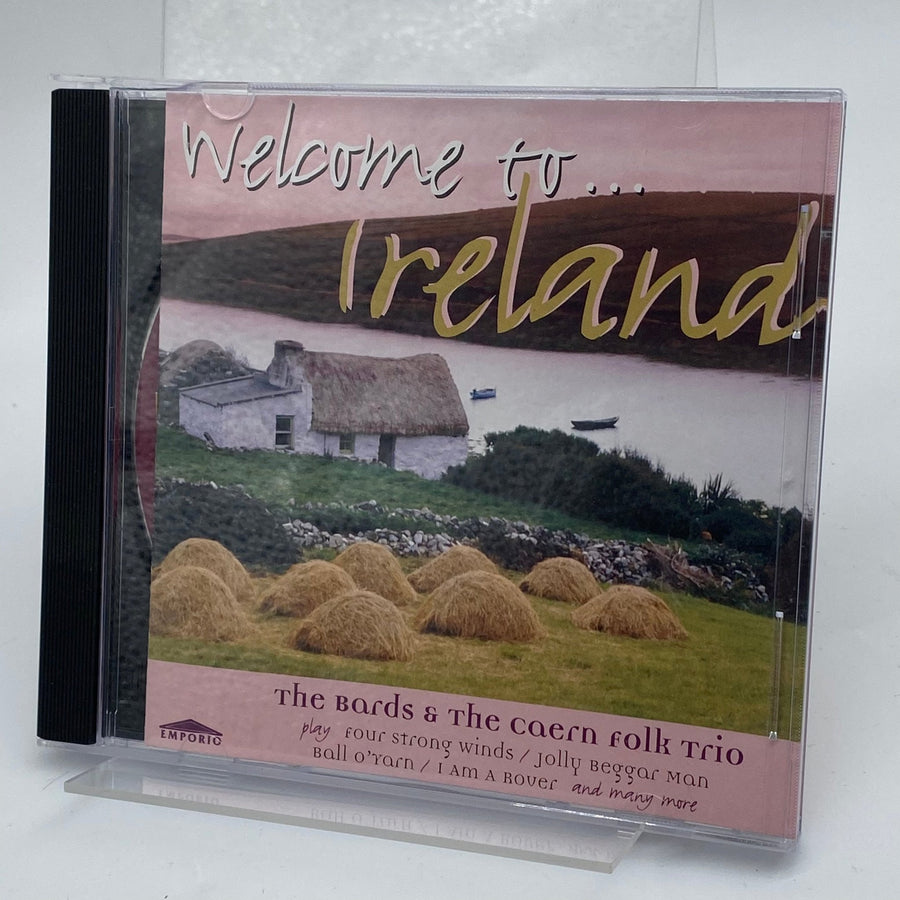 Welcome to...
Ireland
The Bards & The Caern Folk Trio
play Four Strong Winds / Jolly Beggar Man
Ball O'Yarn / I Am A Rover and many more
EMPORIO